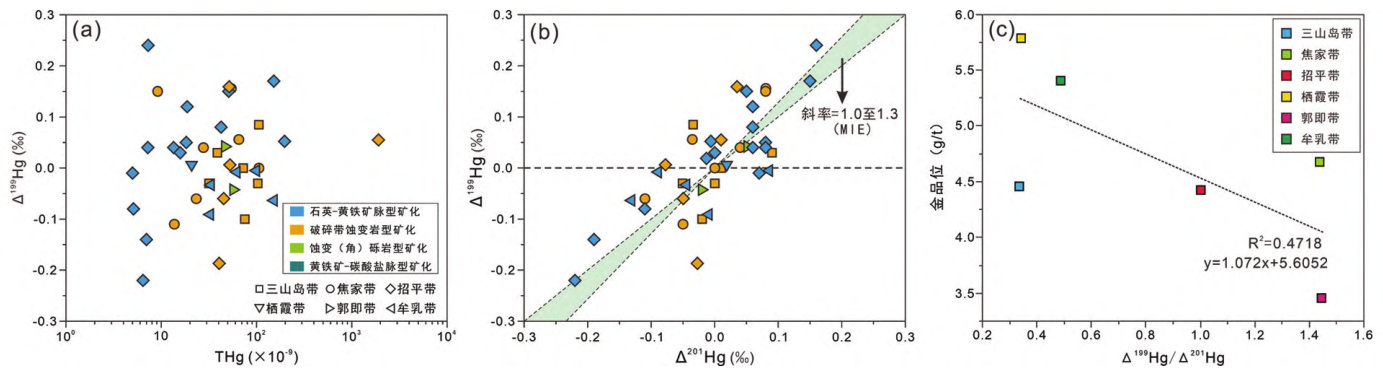 (a)
0.3
0.2
0.1
0.0
-0.1
-0.2
-0.3
Δ¹⁹⁹Hg (‰)
石英-黄铁矿脉型矿化
破碎带蚀变岩型矿化
蚀变（角）砾岩型矿化
黄铁矿-碳酸盐脉型矿化
三山岛带 焦家带 招平带
栖霞带 郭即带 牟乳带
10⁰ 10¹ 10² 10³ 10⁴
THg (×10⁻⁹)
(b)
0.3
0.2
0.1
0.0
-0.1
-0.2
-0.3
Δ¹⁹⁹Hg (‰)
斜率=1.0至1.3
(MIE)
-0.3 -0.2 -0.1 0.0 0.1 0.2 0.3
Δ²⁰¹Hg (‰)
(c)
6.0
5.5
5.0
4.5
4.0
3.5
金品位（g/t）
三山岛带
焦家带
招平带
栖霞带
郭即带
牟乳带
R²=0.4718
y=1.072x+5.6052
0.2 0.4 0.6 0.8 1.0 1.2 1.4 1.6
Δ¹⁹⁹Hg/Δ²⁰¹Hg